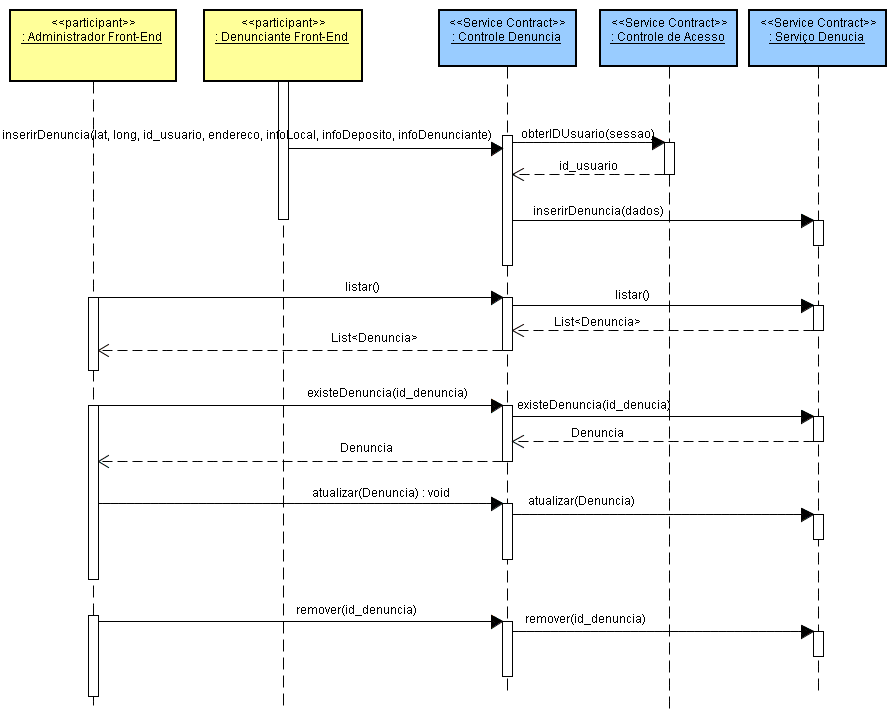 <<participant>>
: Administrador Front-End
<<participant>>
: Denunciante Front-End
<<Service Contract>>
: Controle Denuncia
<<Service Contract>>
: Controle de Acesso
<<Service Contract>>
: Serviço Denucia
inserirDenuncia(lat, long, id_usuario, endereco, infoLocal, infoDeposito, infoDenunciante)
obterIDUsuario(sessao)
id_usuario
inserirDenuncia(dados)
listar()
listar()
List<Denuncia>
List<Denuncia>
existeDenuncia(id_denuncia)
existeDenuncia(id_denucia)
Denuncia
Denuncia
atualizar(Denuncia) : void
atualizar(Denuncia)
remover(id_denuncia)
remover(id_denuncia)